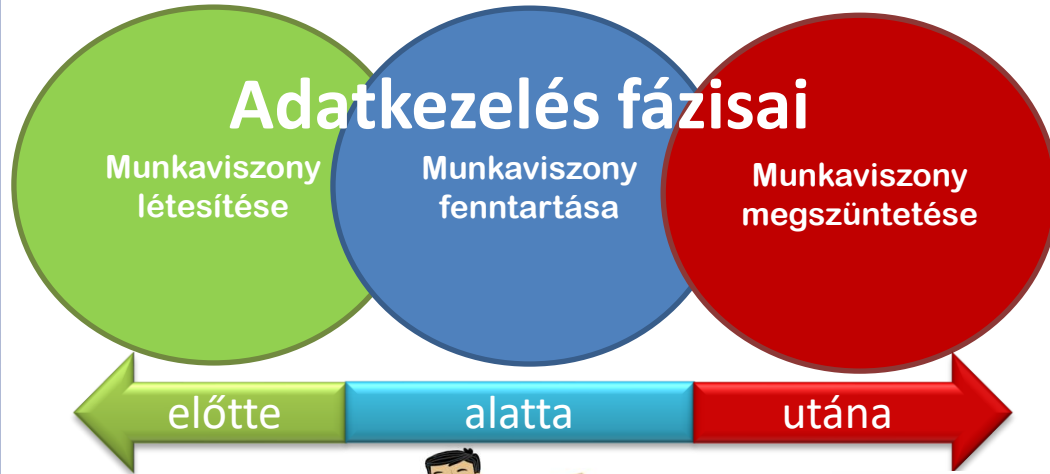 Adatkezelés fázisai
Munkaviszony
létesítése
Munkaviszony
fenntartása
Munkaviszony
megszüntetése
előtte
alatta
utána